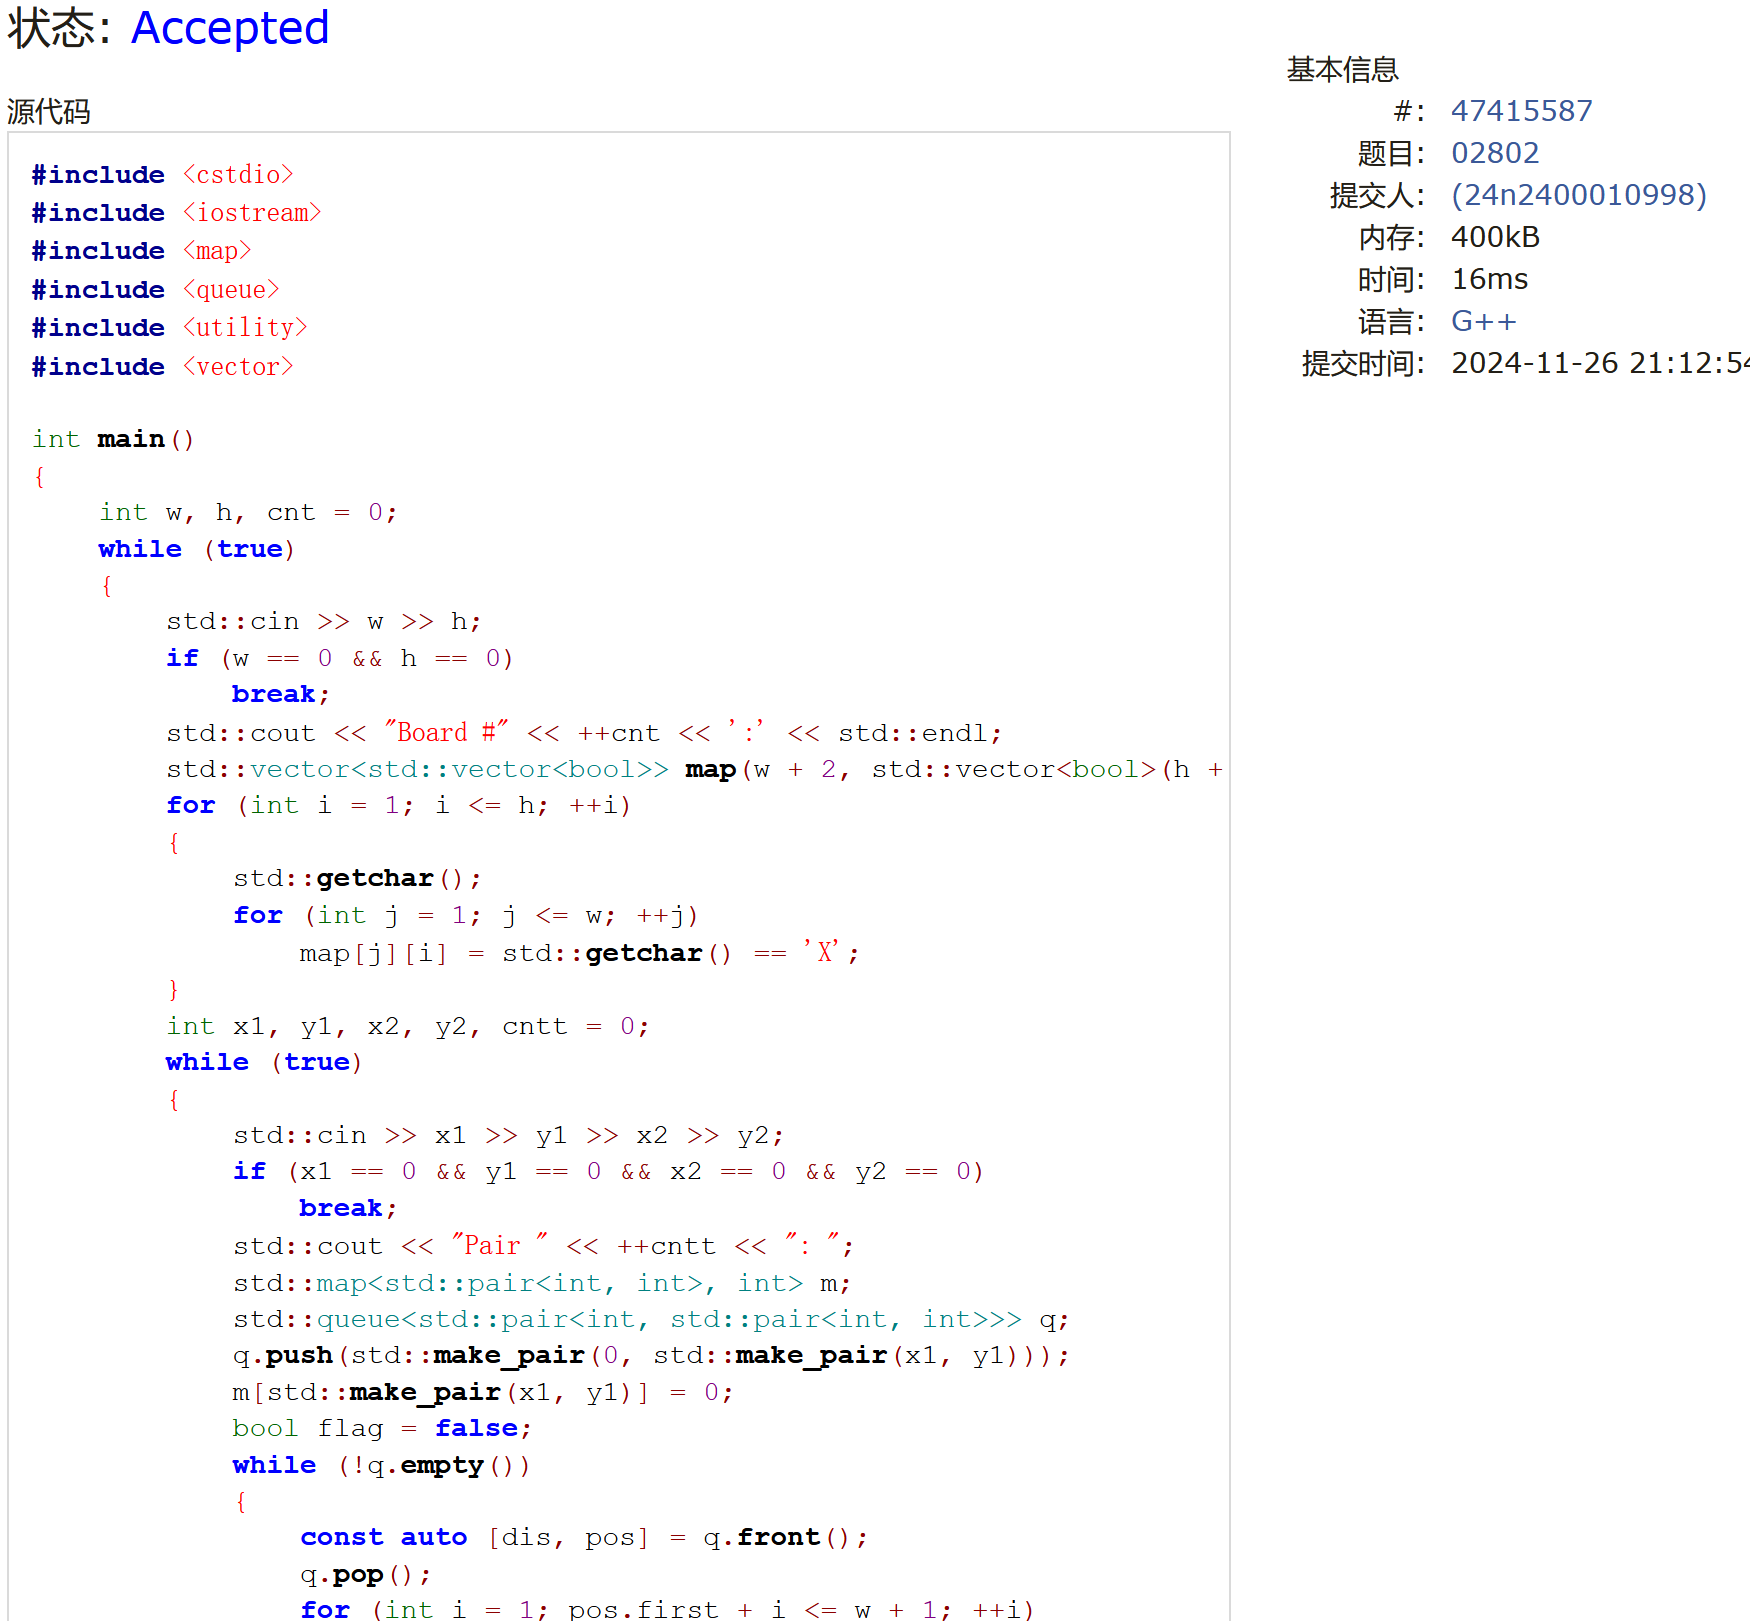 状态: Accepted
源代码
#include <cstdio>
#include <iostream>
#include <map>
#include <queue>
#include <utility>
#include <vector>
int main()
{
    int w, h, cnt = 0;
    while (true)
    {
        std::cin >> w >> h;
        if (w == 0 && h == 0)
            break;
        std::cout << "Board #" << ++cnt << ':' << std::endl;
        std::vector<std::vector<bool>> map(w + 2, std::vector<bool>(h +
        for (int i = 1; i <= h; ++i)
        {
            std::getchar();
            for (int j = 1; j <= w; ++j)
                map[j][i] = std::getchar() == 'X';
        }
        int x1, y1, x2, y2, cntt = 0;
        while (true)
        {
            std::cin >> x1 >> y1 >> x2 >> y2;
            if (x1 == 0 && y1 == 0 && x2 == 0 && y2 == 0)
                break;
            std::cout << "Pair " << ++cntt << ": ";
            std::map<std::pair<int, int>, int> m;
            std::queue<std::pair<int, std::pair<int, int>>> q;
            q.push(std::make_pair(0, std::make_pair(x1, y1)));
            m[std::make_pair(x1, y1)] = 0;
            bool flag = false;
            while (!q.empty())
            {
                const auto [dis, pos] = q.front();
                q.pop();
                for (int i = 1; pos.first + i <= w + 1; ++i)
基本信息
#: 47415587
题目: 02802
提交人: (24n2400010998)
内存: 400kB
时间: 16ms
语言: G++
提交时间: 2024-11-26 21:12:54